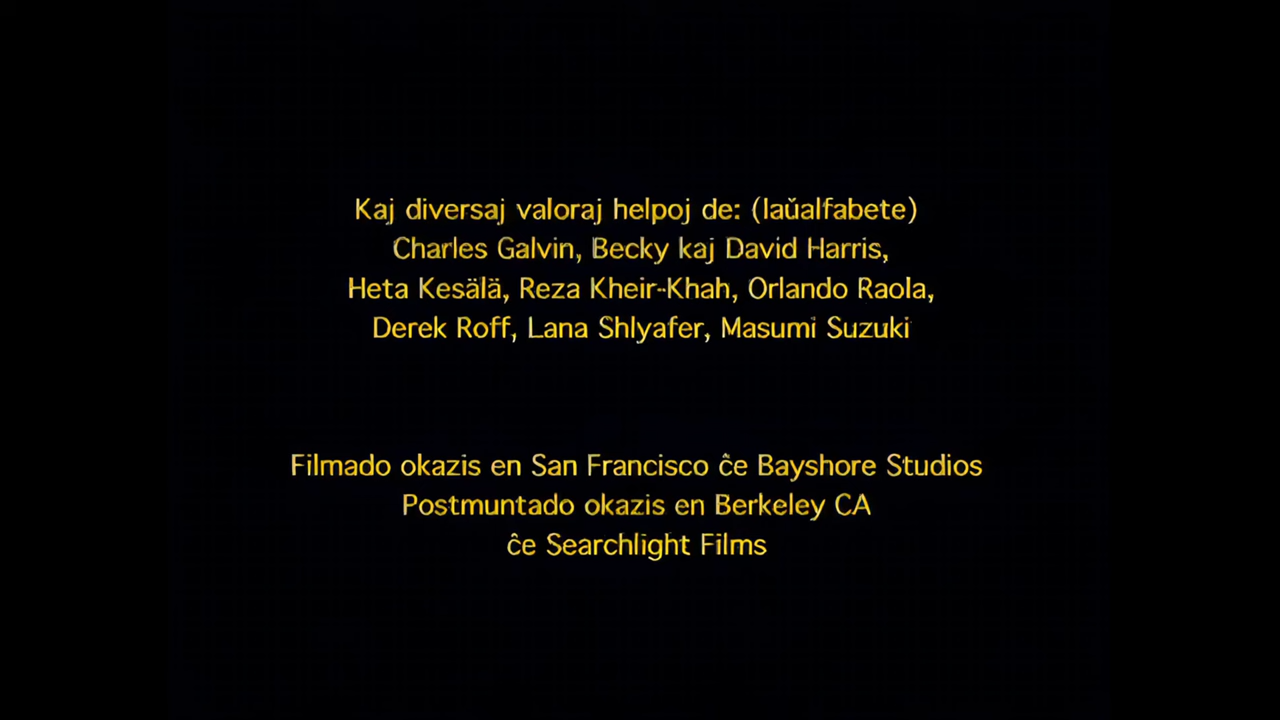 Kaj diversaj valoraj helpoj de: (laŭalfabete)
Charles Galvin, Becky kaj David Harris,
Heta Kesälä, Reza Kheir-Khah, Orlando Raola,
Derek Roff, Lana Shlyafer, Masumi Suzuki
Filmado okazis en San Francisco ĉe Bayshore Studios
Postmuntado okazis en Berkeley CA
ĉe Searchlight Films